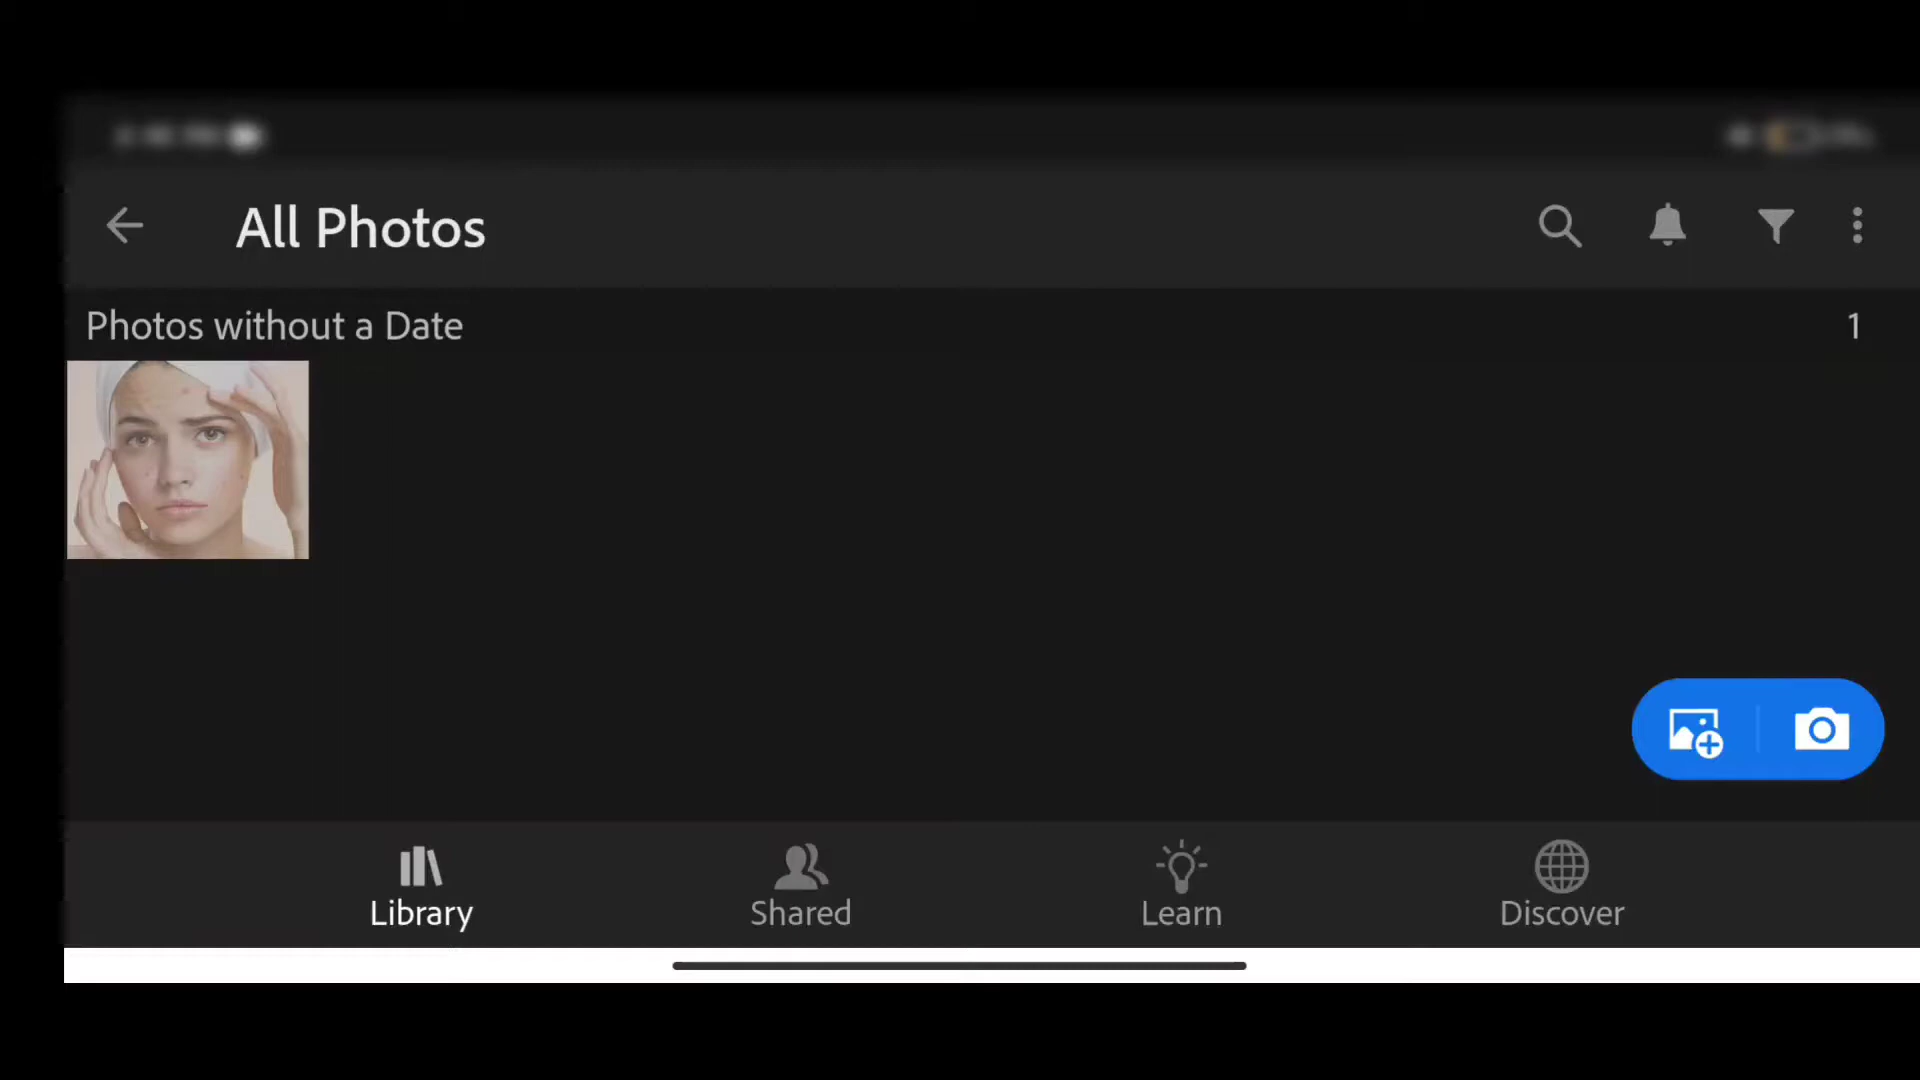 All Photos
Photos without a Date
1
Library
Shared
Learn
Discover